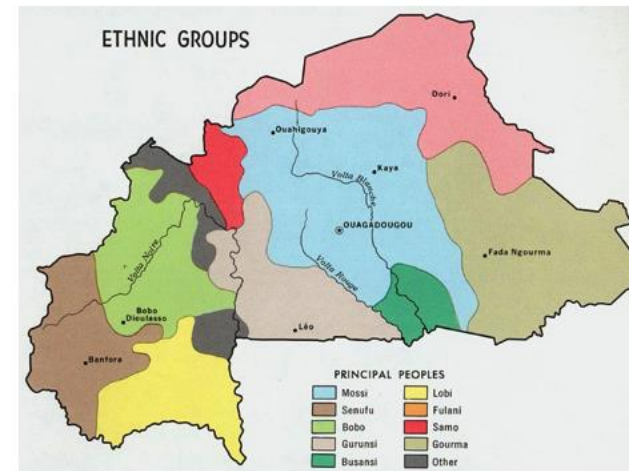 ETHNIC GROUPS
Dori
Ouahigouya
Kaya
Volta Blanche
OUAGADOUGOU
Fada Ngourma
Volta Noire
Volta Rouge
Bobo
Dioulasso
Léo
Banfora
PRINCIPAL PEOPLES
Mossi
Senufu
Bobo
Gurunsi
Busansi
Lobi
Fulani
Samo
Gourma
Other